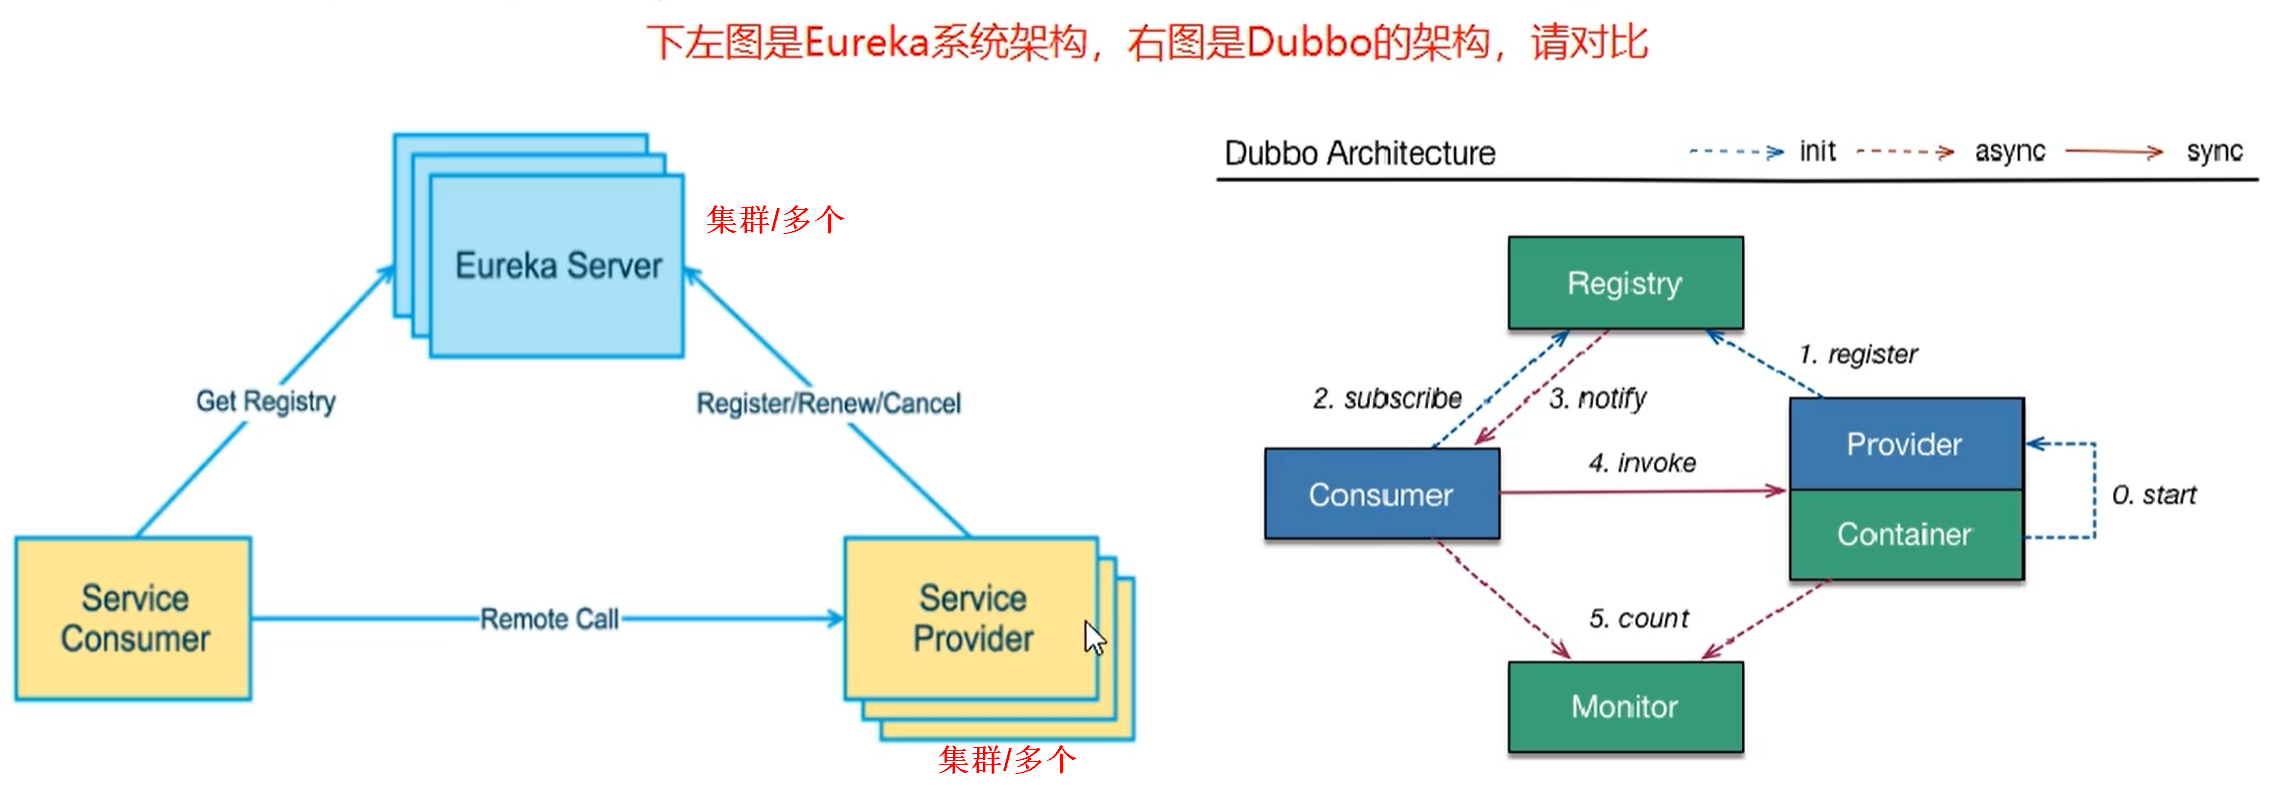 下左图是Eureka系统架构，右图是Dubbo的架构，请对比
Eureka Server
集群/多个
Get Registry
Register/Renew/Cancel
Service
Consumer
Remote Call
Service
Provider
集群/多个
Dubbo Architecture
init
async
sync
Registry
1. register
2. subscribe
3. notify
Consumer
4. invoke
Provider
Container
0. start
5. count
Monitor